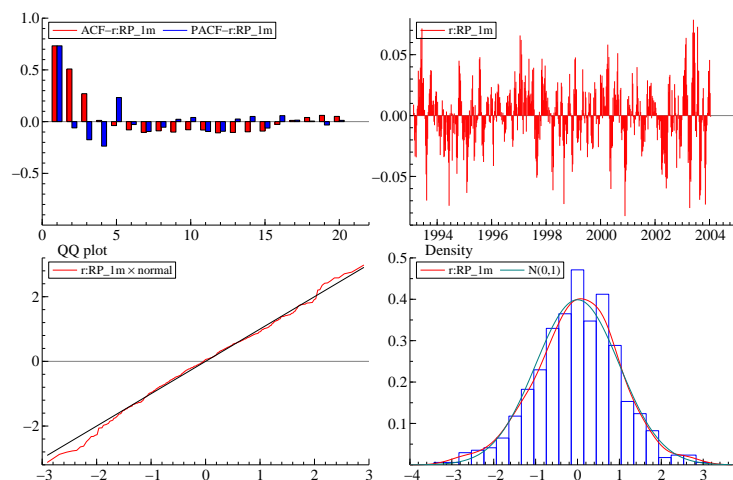 ACF−r:RP_1m PACF−r:RP_1m
1.0
0.5
0.0
−0.5
0 5 10 15 20
r:RP_1m
0.05
0.00
−0.05
1994 1996 1998 2000 2002 2004
QQ plot
r:RP_1m × normal
2
0
−2
−3 −2 −1 0 1 2 3
Density
r:RP_1m N(0,1)
0.5
0.4
0.3
0.2
0.1
−4 −3 −2 −1 0 1 2 3